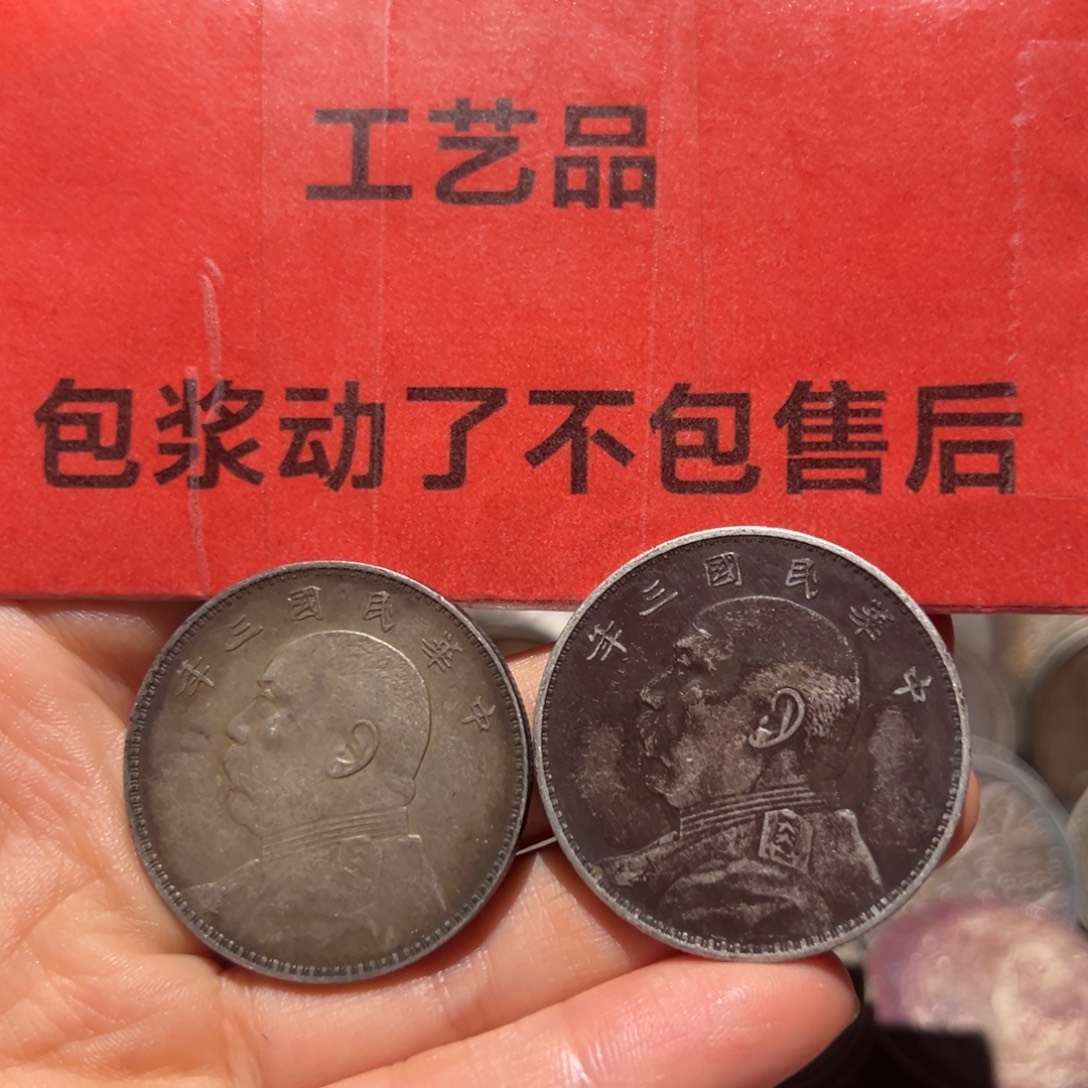 工艺品
包浆动了不包售后
年三國民華中
年三國民華中